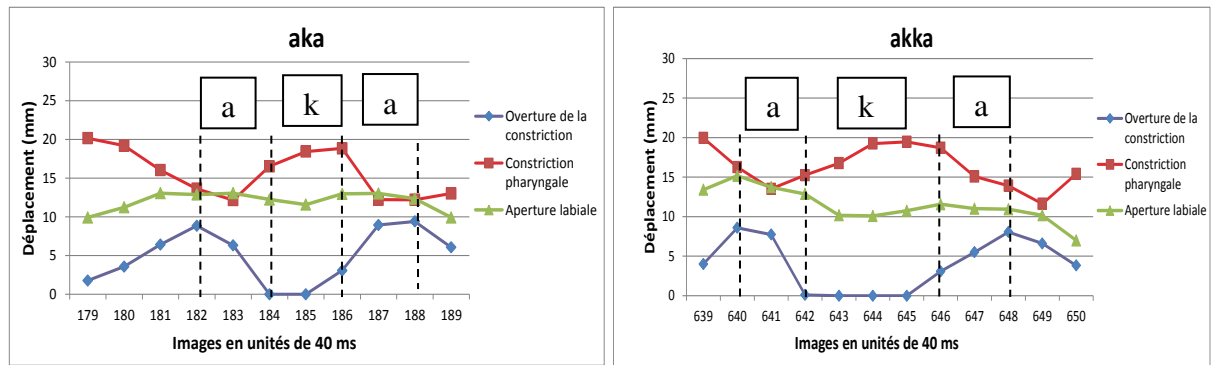 aka
30
25
20
15
10
5
0
Déplacement (mm)
a k a
179 180 181 182 183 184 185 186 187 188 189
Images en unités de 40 ms
Overture de la
constriction
Constriction
pharyngale
Aperture labiale
akka
30
25
20
15
10
5
0
Déplacement (mm)
a k a
639 640 641 642 643 644 645 646 647 648 649 650
Images en unités de 40 ms
Overture de la
constriction
Constriction
pharyngale
Aperture labiale